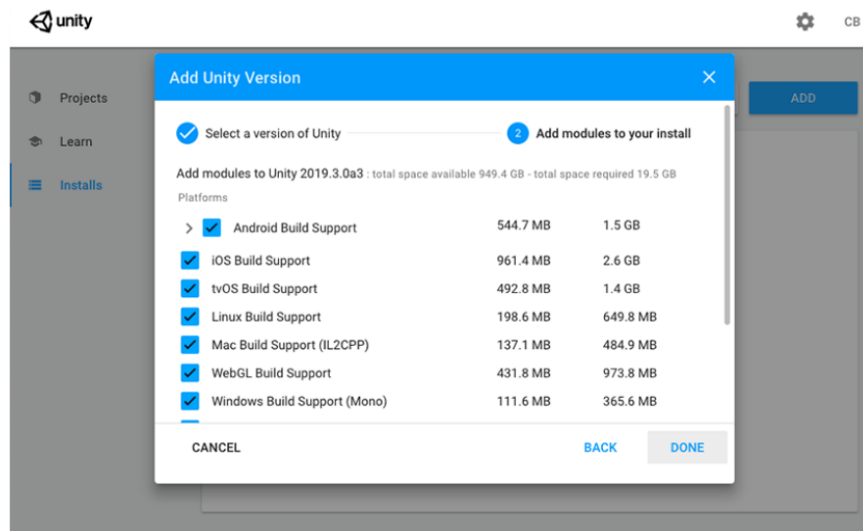 unity
CB
Add Unity Version
Projects
ADD
Learn
Select a version of Unity
2
Add modules to your install
Installs
Add modules to Unity 2019.3.0a3 : total space available 949.4 GB - total space required 19.5 GB
Platforms
Android Build Support 544.7 MB 1.5 GB
iOS Build Support 961.4 MB 2.6 GB
tvOS Build Support 492.8 MB 1.4 GB
Linux Build Support 198.6 MB 649.8 MB
Mac Build Support (IL2CPP) 137.1 MB 484.9 MB
WebGL Build Support 431.8 MB 973.8 MB
Windows Build Support (Mono) 111.6 MB 365.6 MB
CANCEL
BACK
DONE